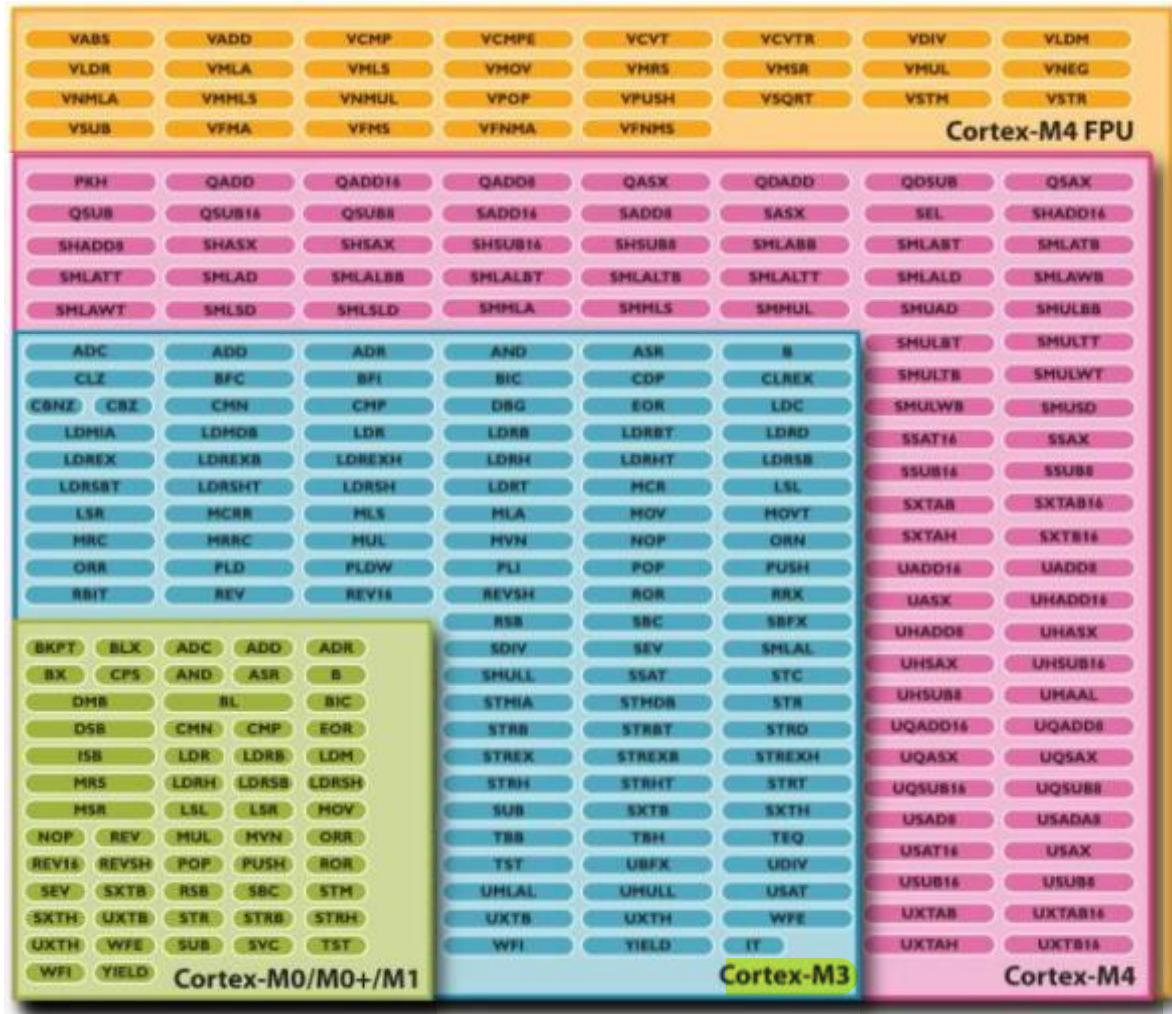 VABS VADD VCMP VCMPE VCVT VCVTR VDIV VLDM
VLDR VMLA VMLS VMOV VMRS VMSR VMUL VNEG
VNMLA VMMLS VNMUL VPOP VPUSH VSQRT VSTM VSTR
VSUB VFMA VFMS VFNMA VFNMS
Cortex-M4 FPU
PKH QADD QADD16 QADD8 QASX QDADD QDSUB QSAX
QSUB QSUB16 QSUB8 SADD16 SADD8 SASX SEL SHADD16
SHADD8 SHASX SHSAX SHSUB16 SHSUB8 SMLABB SMLABT SMLATB
SMLATT SMLAD SMLALBB SMLALBT SMLALTB SMLALTT SMLALD SMLAWB
SMLAWT SMLSD SMLSLD SMMLA SMMLS SMMUL SMUAD SMULBB
SMULBT SMULTT
SMULTB SMULWT
SMULWB SMUSD
SSAT16 SSAX
SSUB16 SSUB8
SXTAB SXTAB16
SXTAH SXTB16
UADD16 UADD8
UASX UHADD16
UHADD8 UHASX
UHSAX UHSUB16
UHSUB8 UMAAL
UQADD16 UQADD8
UQASX UQSAX
UQSUB16 UQSUB8
USAD8 USADA8
USAT16 USAX
USUB16 USUB8
UXTAB UXTAB16
UXTAH UXTB16
Cortex-M4
ADC ADD ADR AND ASR B
CLZ BFC BFI BIC CDP CLREX
CBNZ CBZ CMN CMP DBG EOR LDC
LDMIA LDMDB LDR LDRB LDRBT LDRD
LDREX LDREXB LDREXH LDRH LDRHT LDRSB
LDRSBT LDRSHT LDRSH LDRT MCR LSL
LSR MCRR MLS MLA MOV MOVT
MRC MRRC MUL MVN NOP ORN
ORR PLD PLDW PLI POP PUSH
RBIT REV REV16 REVSH ROR RRX
RSB SBC SBFX
SDIV SEV SMLAL
SMULL SSAT STC
STMIA STMDB STR
STRB STRBT STRD
STREX STREXB STREXH
STRH STRHT STRT
SUB SXTB SXTH
TBB TBH TEQ
TST UBFX UDIV
UMLAL UMULL USAT
UXTB UXTH WFE
WFI YIELD IT
Cortex-M3
BKPT BLX ADC ADD ADR
BX CPS AND ASR B
DMB BL BIC
DSB CMN CMP EOR
ISB LDR LDRB LDM
MRS LDRH LDRSB LDRSH
MSR LSL LSR MOV
NOP REV MUL MVN ORR
REV16 REVSH POP PUSH ROR
SEV SXTB RSB SBC STM
SXTH UXTB STR STRB STRH
UXTH WFE SUB SVC TST
WFI YIELD
Cortex-M0/M0+/M1